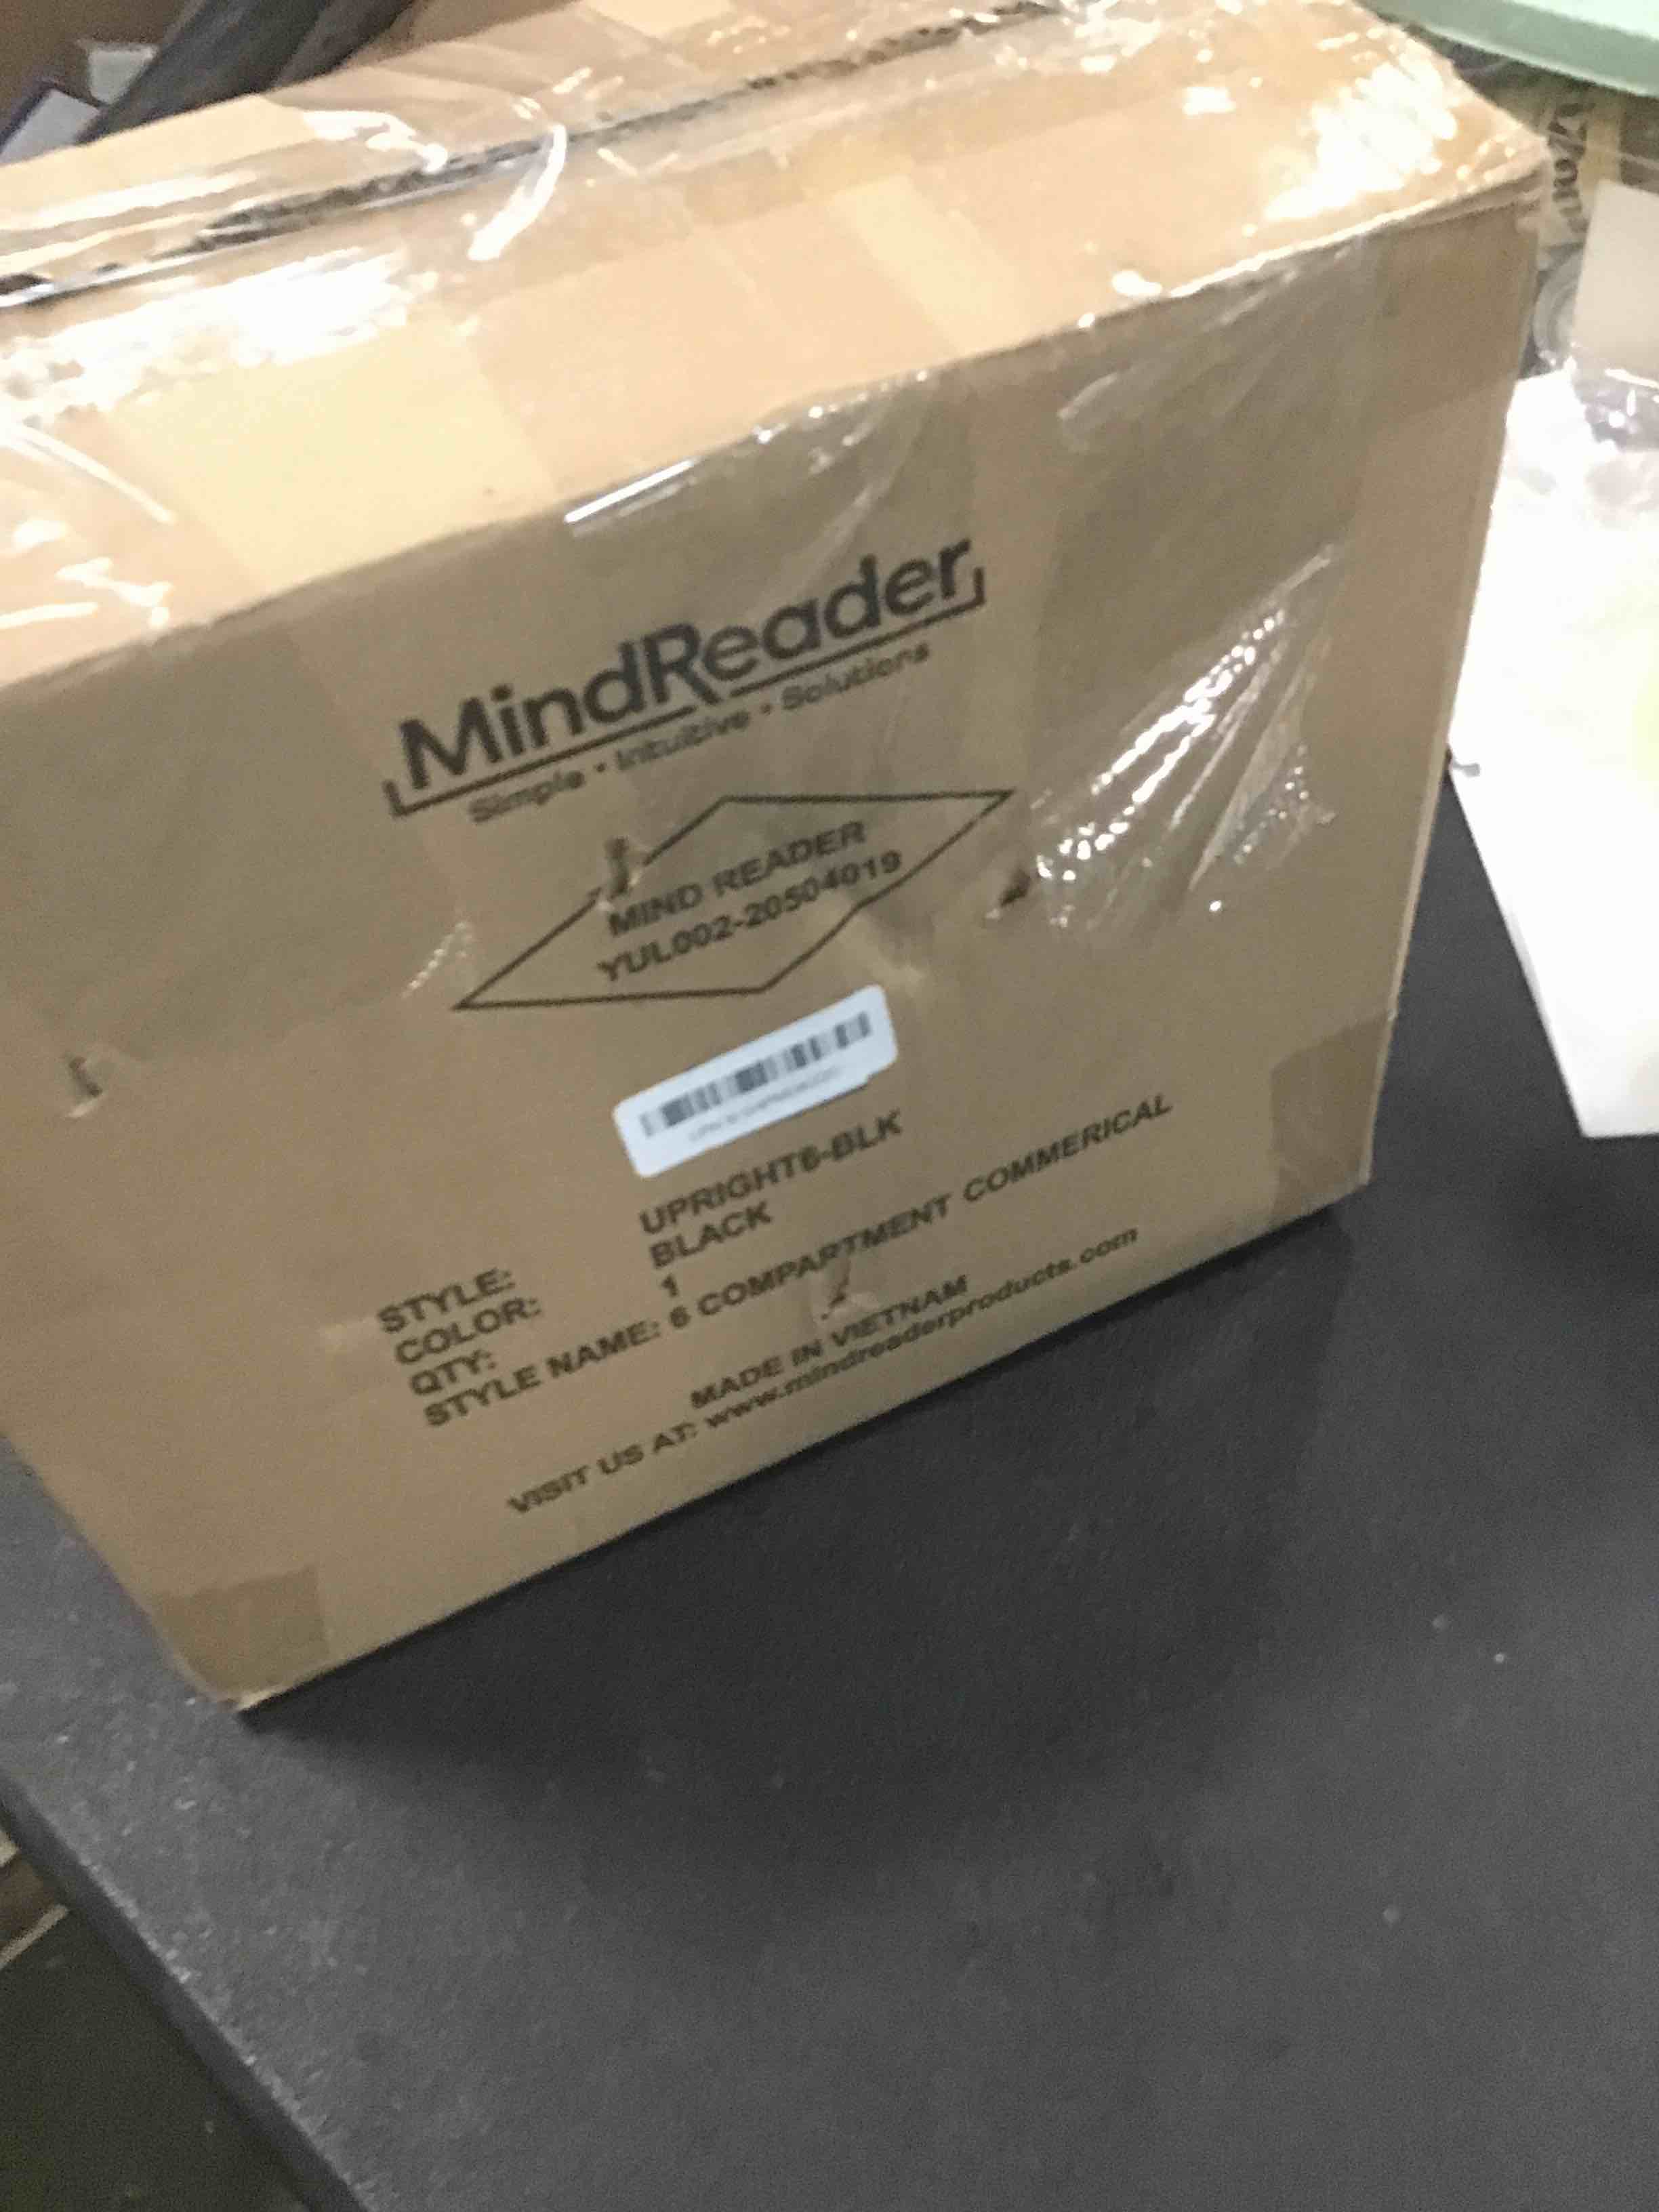 MindReader
Simple • Intuitive • Solutions
MIND READER
YUL002-20504019
STYLE: UPRIGHT6-BLK
COLOR: BLACK
QTY: 1
STYLE NAME: 6 COMPARTMENT COMMERICAL
MADE IN VIETNAM
VISIT US AT: www.mindreaderproducts.com